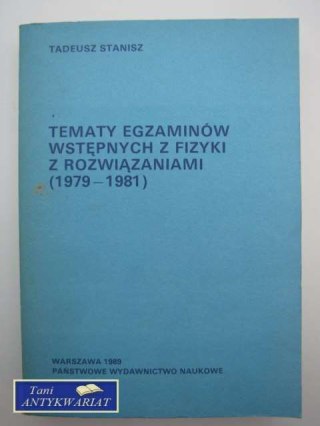 TADEUSZ STANISZ
TEMATY EGZAMINÓW
WSTĘPNYCH Z FIZYKI
Z ROZWIĄZANIAMI
(1979–1981)
WARSZAWA 1989
PAŃSTWOWE WYDAWNICTWO NAUKOWE
Tani
ANTYKWARIAT